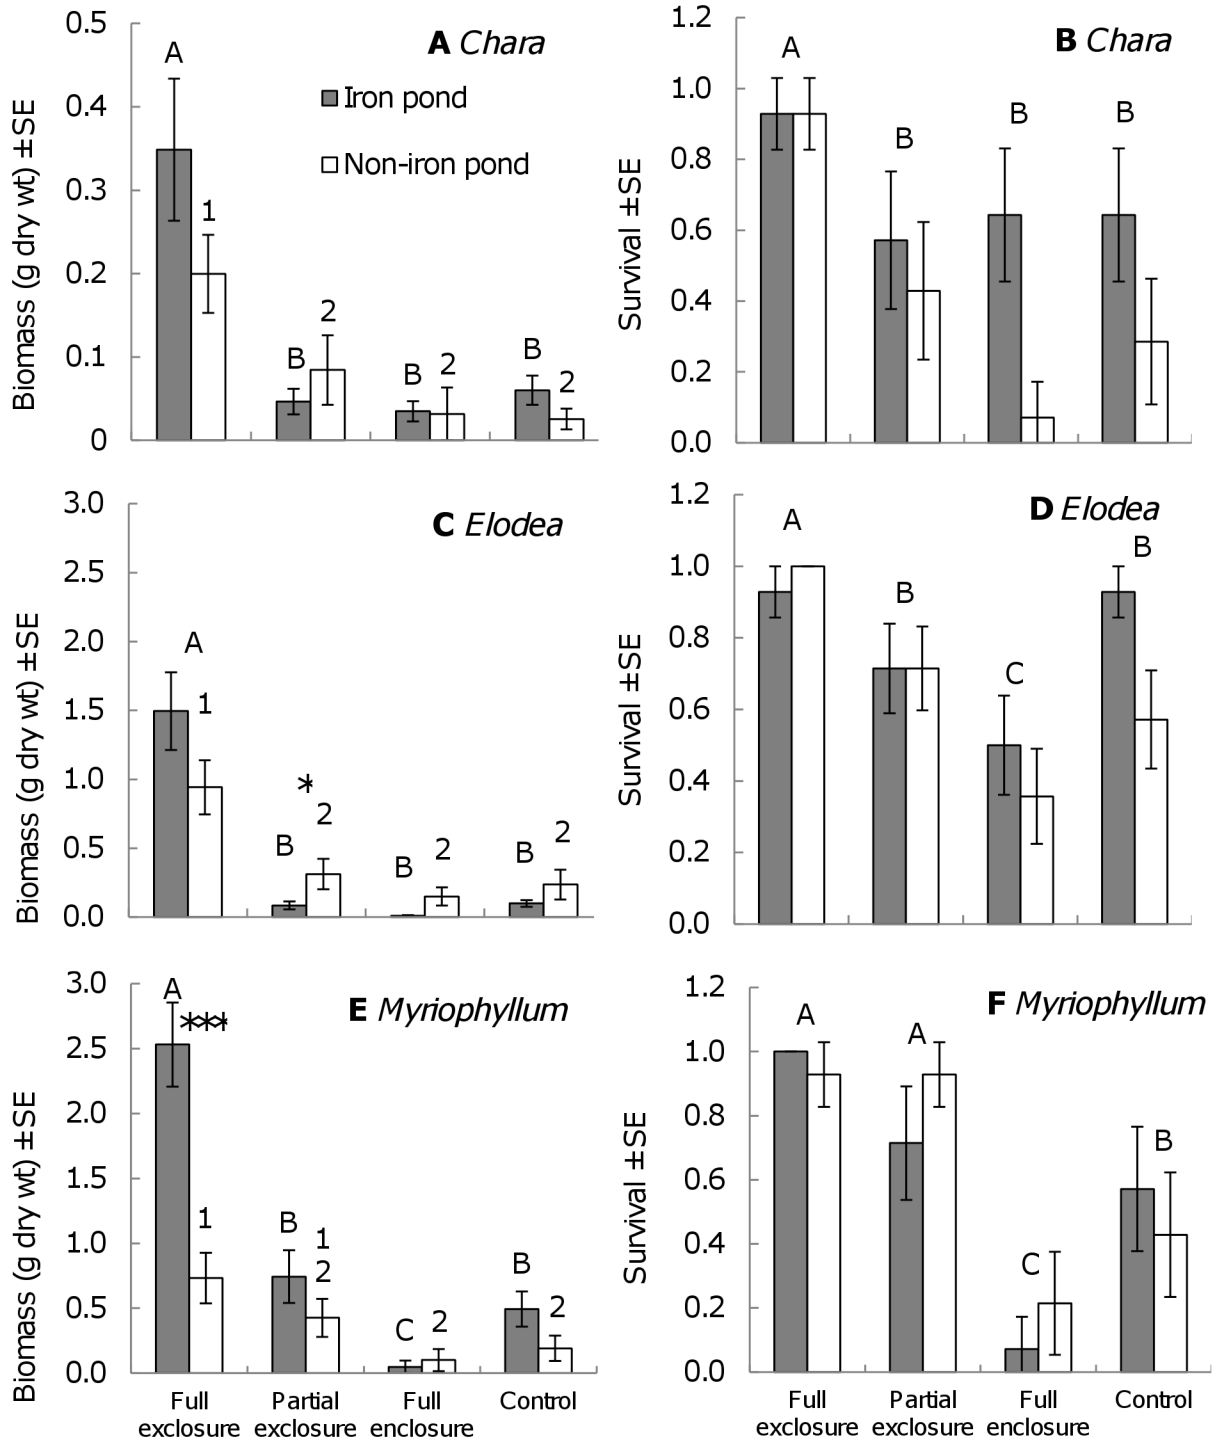 A Chara
Iron pond
Non-iron pond
Biomass (g dry wt) ±SE
0.5
0.4
0.3
0.2
0.1
0
A
1
B
2
B
2
B
2
B Chara
Survival ±SE
1.2
1.0
0.8
0.6
0.4
0.2
0.0
A
B
B
B
C Elodea
Biomass (g dry wt) ±SE
3.0
2.5
2.0
1.5
1.0
0.5
0.0
A
1
*
B
2
B
2
B
2
D Elodea
Survival ±SE
1.2
1.0
0.8
0.6
0.4
0.2
0.0
A
B
C
B
E Myriophyllum
Biomass (g dry wt) ±SE
3.0
2.5
2.0
1.5
1.0
0.5
0.0
A
***
1
B
1
2
C
2
B
2
Full exclosure
Partial exclosure
Full enclosure
Control
F Myriophyllum
Survival ±SE
1.2
1.0
0.8
0.6
0.4
0.2
0.0
A
A
C
B
Full exclosure
Partial exclosure
Full enclosure
Control